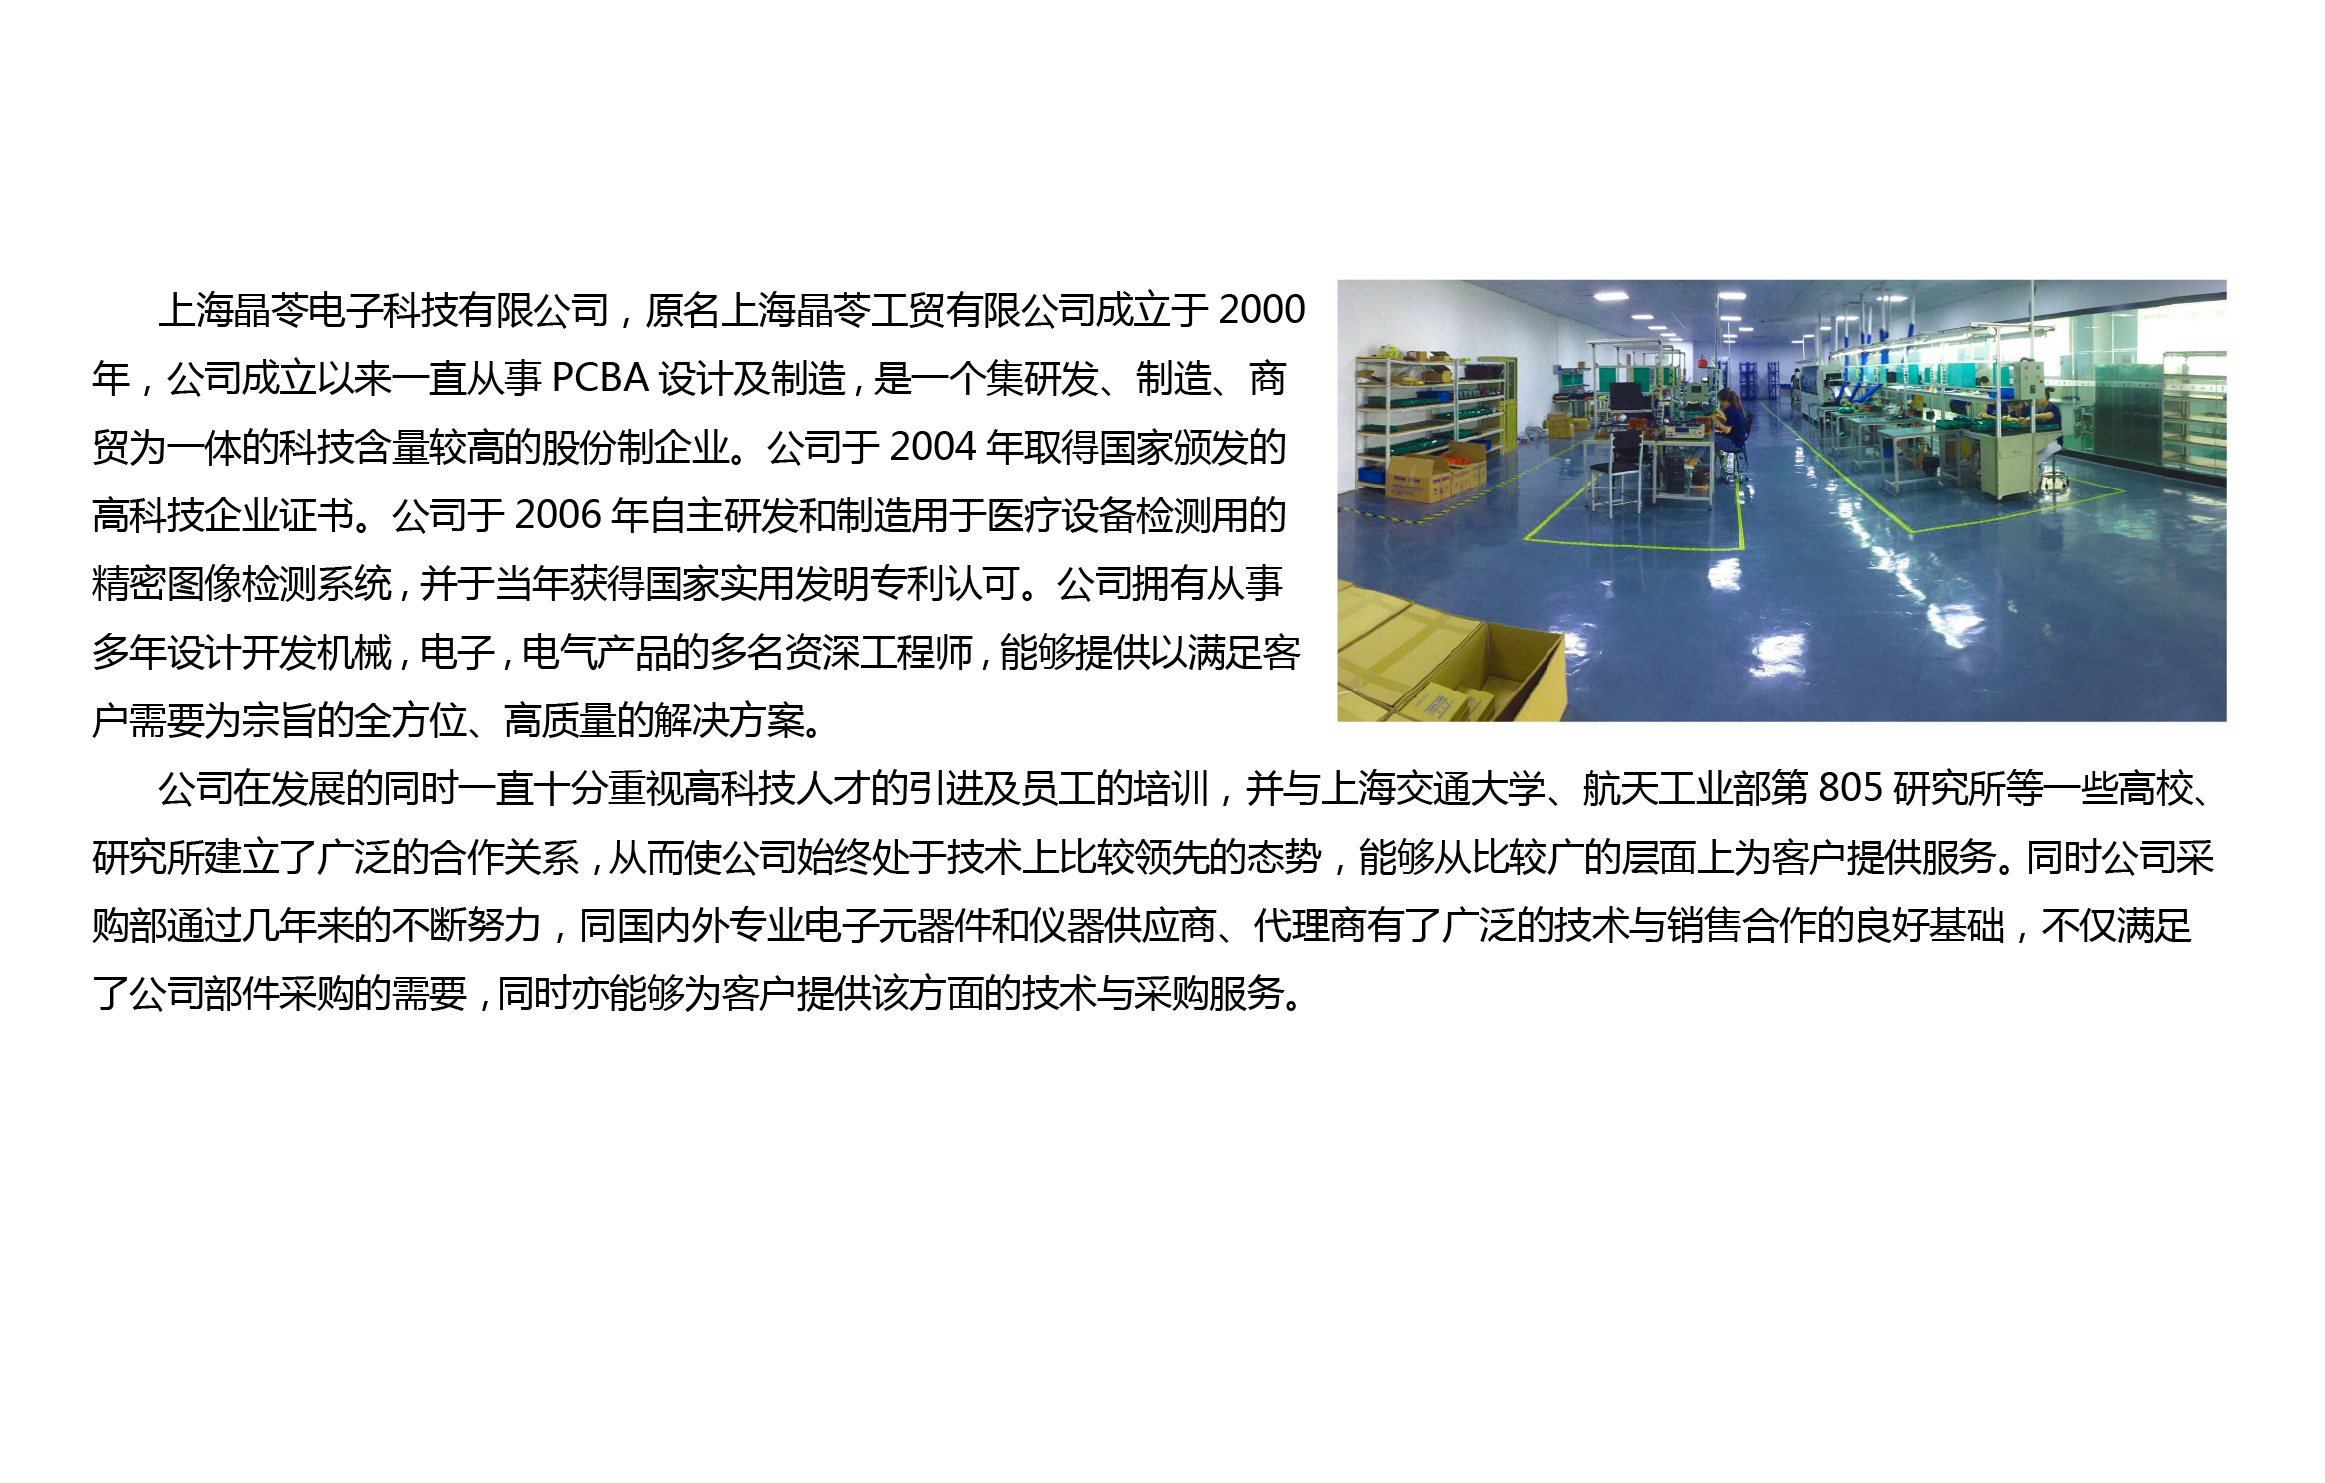 上海晶苓电子科技有限公司，原名上海晶苓工贸有限公司成立于 2000
年，公司成立以来一直从事 PCBA 设计及制造，是一个集研发、制造、商
贸为一体的科技含量较高的股份制企业。公司于 2004 年取得国家颁发的
高科技企业证书。公司于 2006 年自主研发和制造用于医疗设备检测用的
精密图像检测系统，并于当年获得国家实用发明专利认可。公司拥有从事
多年设计开发机械，电子，电气产品的多名资深工程师，能够提供以满足客
户需要为宗旨的全方位、高质量的解决方案。
公司在发展的同时一直十分重视高科技人才的引进及员工的培训，并与上海交通大学、航天工业部第 805 研究所等一些高校、
研究所建立了广泛的合作关系，从而使公司始终处于技术上比较领先的态势，能够从比较广的层面上为客户提供服务。同时公司采
购部通过几年来的不断努力，同国内外专业电子元器件和仪器供应商、代理商有了广泛的技术与销售合作的良好基础，不仅满足
了公司部件采购的需要，同时亦能够为客户提供该方面的技术与采购服务。